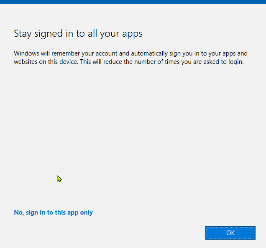 Stay signed in to all your apps
Windows will remember your account and automatically sign you in to your apps and
websites on this device. This will reduce the number of times you are asked to login.
No, sign in to this app only
OK